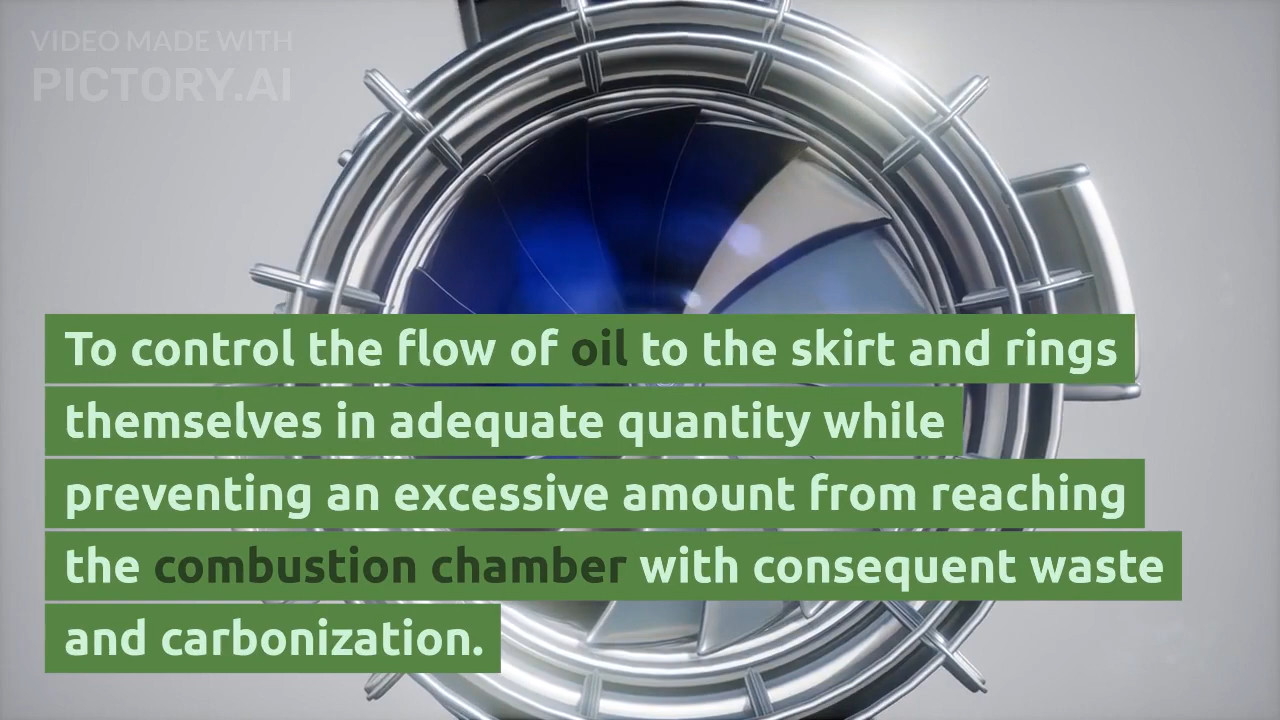 VIDEO MADE WITH
PICTORY.AI
To control the flow of oil to the skirt and rings
themselves in adequate quantity while
preventing an excessive amount from reaching
the combustion chamber with consequent waste
and carbonization.